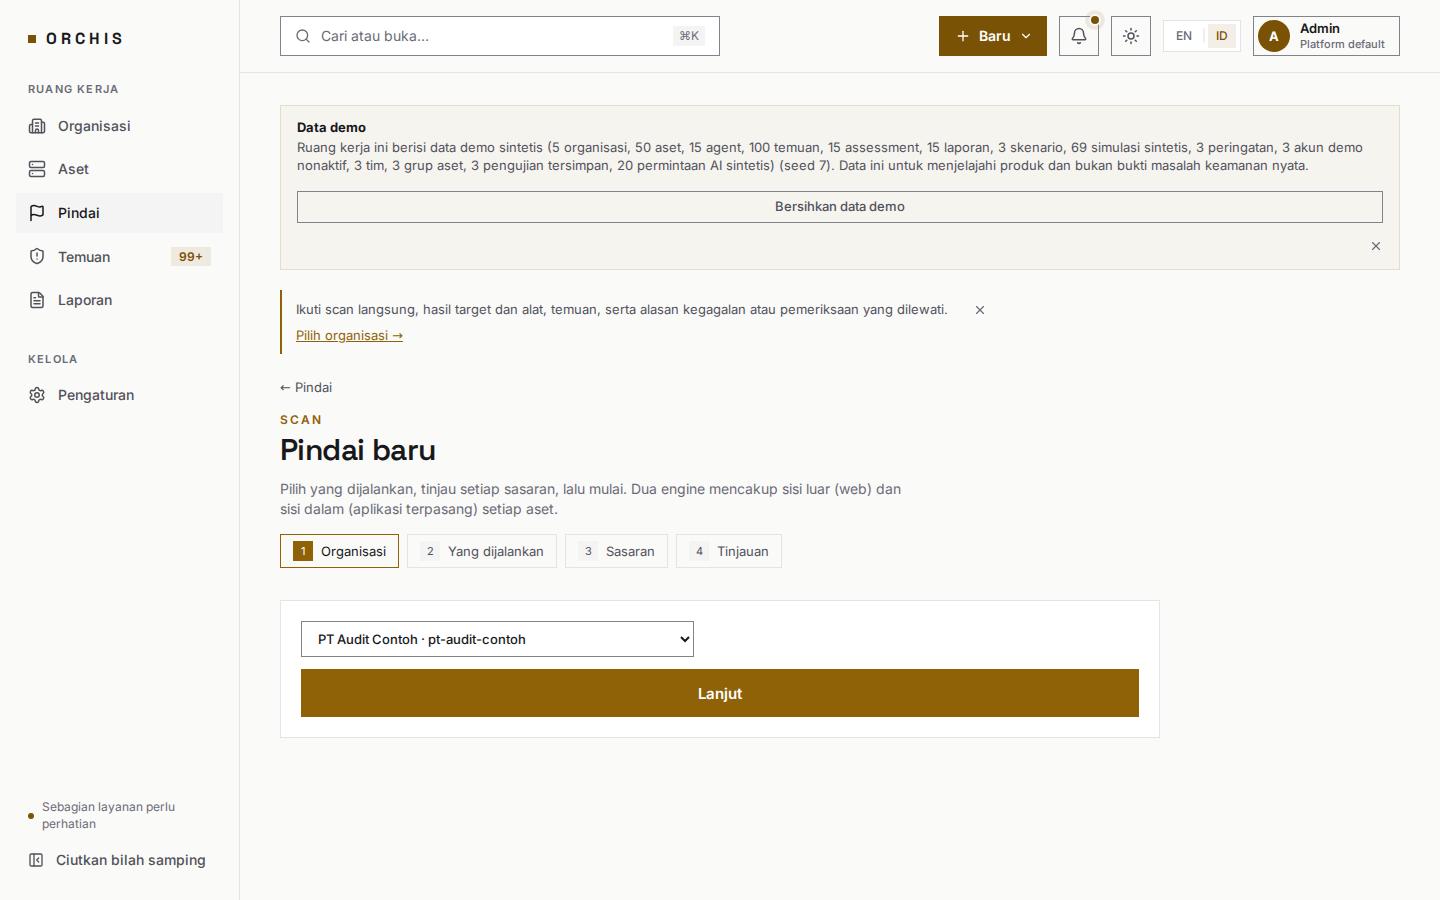 ORCHIS
RUANG KERJA
Organisasi
Aset
Pindai
Temuan 99+
Laporan
KELOLA
Pengaturan
Sebagian layanan perlu
perhatian
Ciutkan bilah samping
Cari atau buka... ⌘K
Baru
EN ID
A
Admin
Platform default
Data demo
Ruang kerja ini berisi data demo sintetis (5 organisasi, 50 aset, 15 agent, 100 temuan, 15 assessment, 15 laporan, 3 skenario, 69 simulasi sintetis, 3 peringatan, 3 akun demo
nonaktif, 3 tim, 3 grup aset, 3 pengujian tersimpan, 20 permintaan AI sintetis) (seed 7). Data ini untuk menjelajahi produk dan bukan bukti masalah keamanan nyata.
Bersihkan data demo
Ikuti scan langsung, hasil target dan alat, temuan, serta alasan kegagalan atau pemeriksaan yang dilewati.
Pilih organisasi →
← Pindai
SCAN
Pindai baru
Pilih yang dijalankan, tinjau setiap sasaran, lalu mulai. Dua engine mencakup sisi luar (web) dan
sisi dalam (aplikasi terpasang) setiap aset.
1 Organisasi 2 Yang dijalankan 3 Sasaran 4 Tinjauan
PT Audit Contoh · pt-audit-contoh
Lanjut